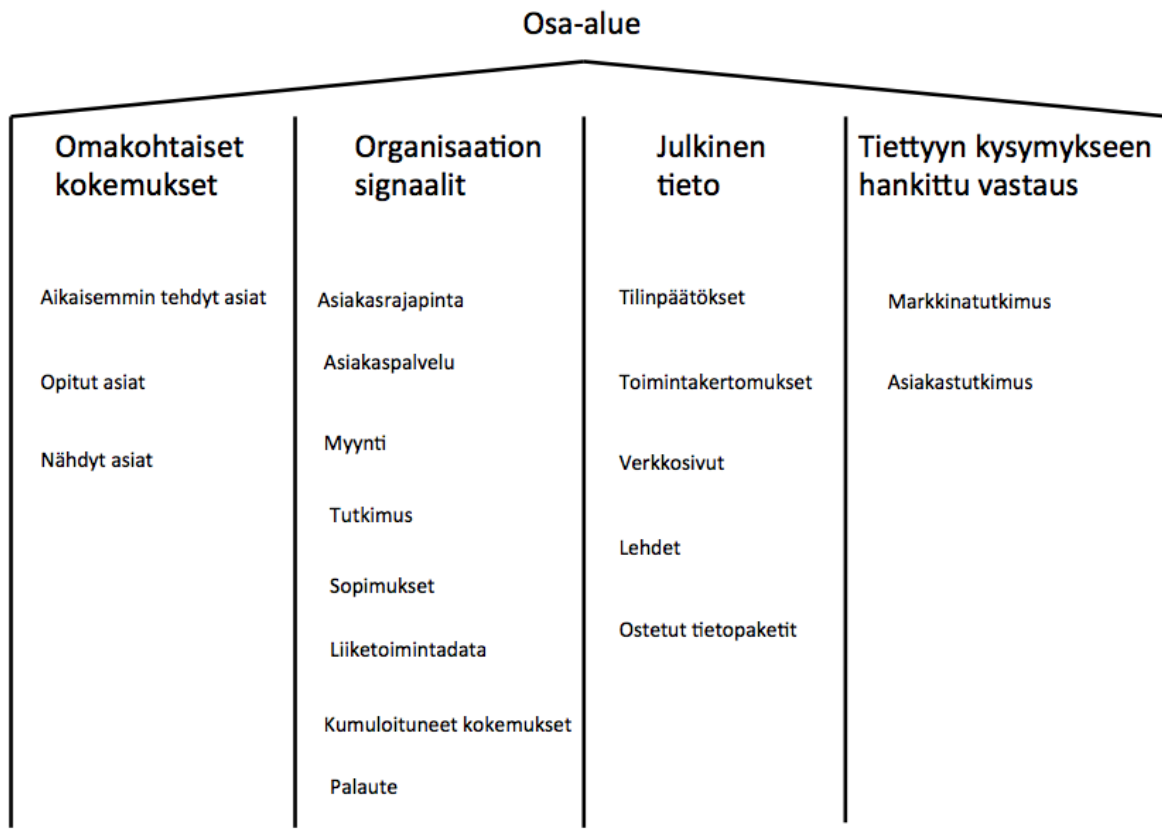 Osa-alue
Omakohtaiset
kokemukset
Aikaisemmin tehdyt asiat
Opitut asiat
Nähdyt asiat
Organisaation
signaalit
Asiakasrajapinta
Asiakaspalvelu
Myynti
Tutkimus
Sopimukset
Liiketoimintadata
Kumuloituneet kokemukset
Palaute
Julkinen
tieto
Tilinpäätökset
Toimintakertomukset
Verkkosivut
Lehdet
Ostetut tietopaketit
Tiettyyn kysymykseen
hankittu vastaus
Markkinatutkimus
Asiakastutkimus